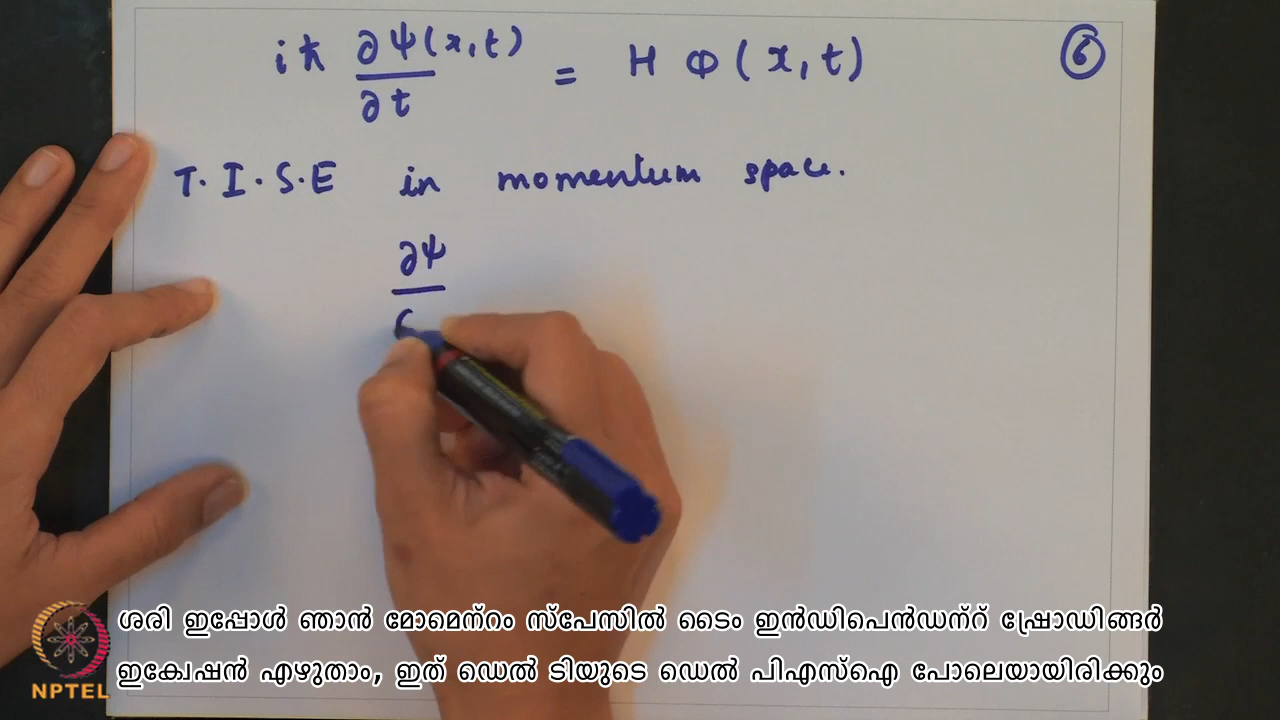 iℏ ∂ψ(x,t)/∂t = H Φ(x,t)
6
T.I.S.E in momentum space.
∂ψ
ശരി ഇപ്പോൾ ഞാൻ മോമെന്റം സ്പേസിൽ ടൈം ഇൻഡിപെൻഡന്റ് ഷ്രോഡിങ്ങർ
ഇക്വേഷൻ എഴുതാം, ഇത് ഡെൽ ടിയുടെ ഡെൽ പിഎസ്ഐ പോലെയായിരിക്കും
NPTEL